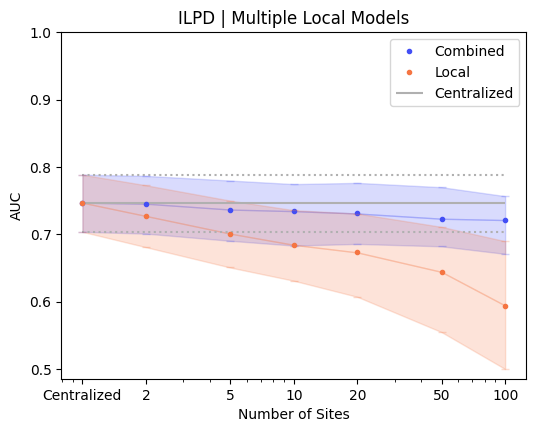 ILPD | Multiple Local Models
1.0
0.9
0.8
0.7
0.6
0.5
AUC
Combined
Local
Centralized
Centralized 2 5 10 20 50 100
Number of Sites